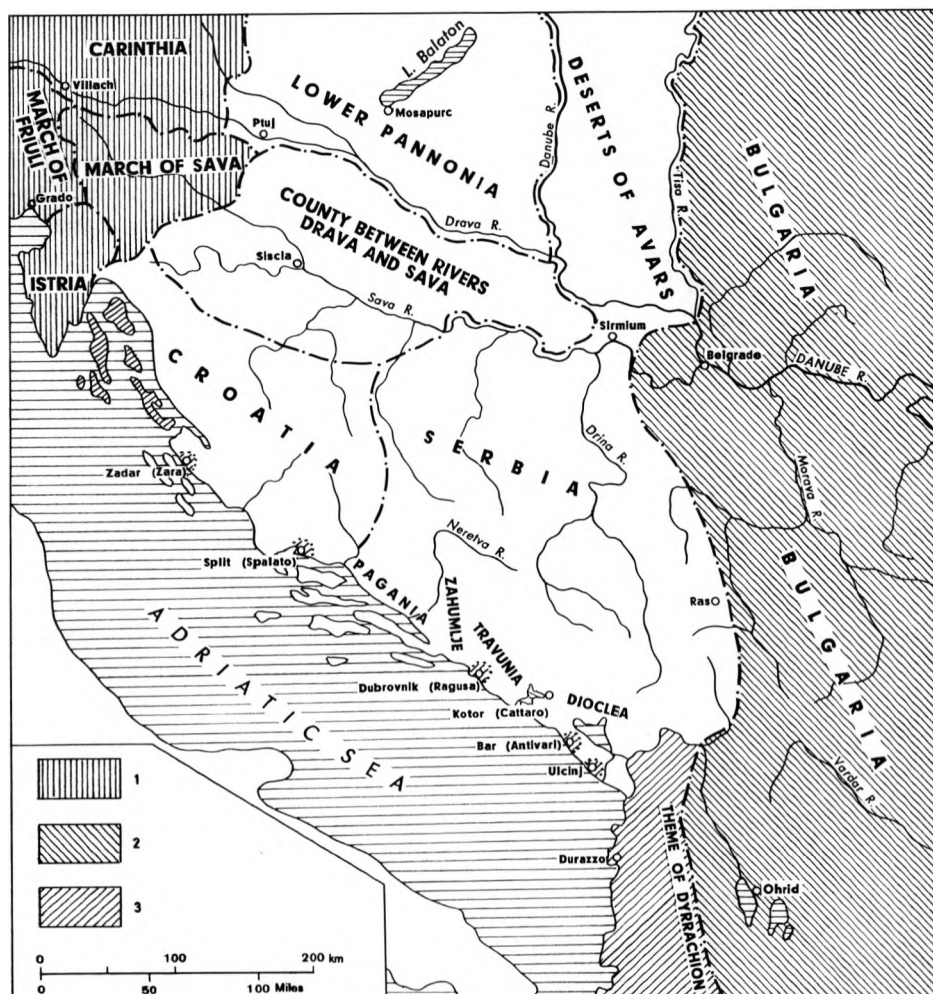 CARINTHIA
Villach
MARCH OF
FRIULI
Ptuj
MARCH OF SAVA
Grado
ISTRIA
L. Balaton
Mosapurc
LOWER PANNONIA
Danube R.
DESERTS OF AVARS
Tisa R.
BULGARIA
Drava R.
COUNTY BETWEEN RIVERS
DRAVA AND SAVA
Siscia
Sava R.
Sirmium
Belgrade
DANUBE R.
CROATIA
SERBIA
Drina R.
Morava R.
Zadar (Zara)
Neretva R.
Split (Spalato)
PAGANIA
ZAHUMLJE
TRAVUNIA
Ras
BULGARIA
Dubrovnik (Ragusa)
DIOCLEA
Kotor (Cattaro)
Bar (Antivari)
Ulcinj
ADRIATIC SEA
Vardar R.
Durazzo
THEME OF DYRRACHION
Ohrid
1
2
3
0 100 200 km
0 50 100 Miles